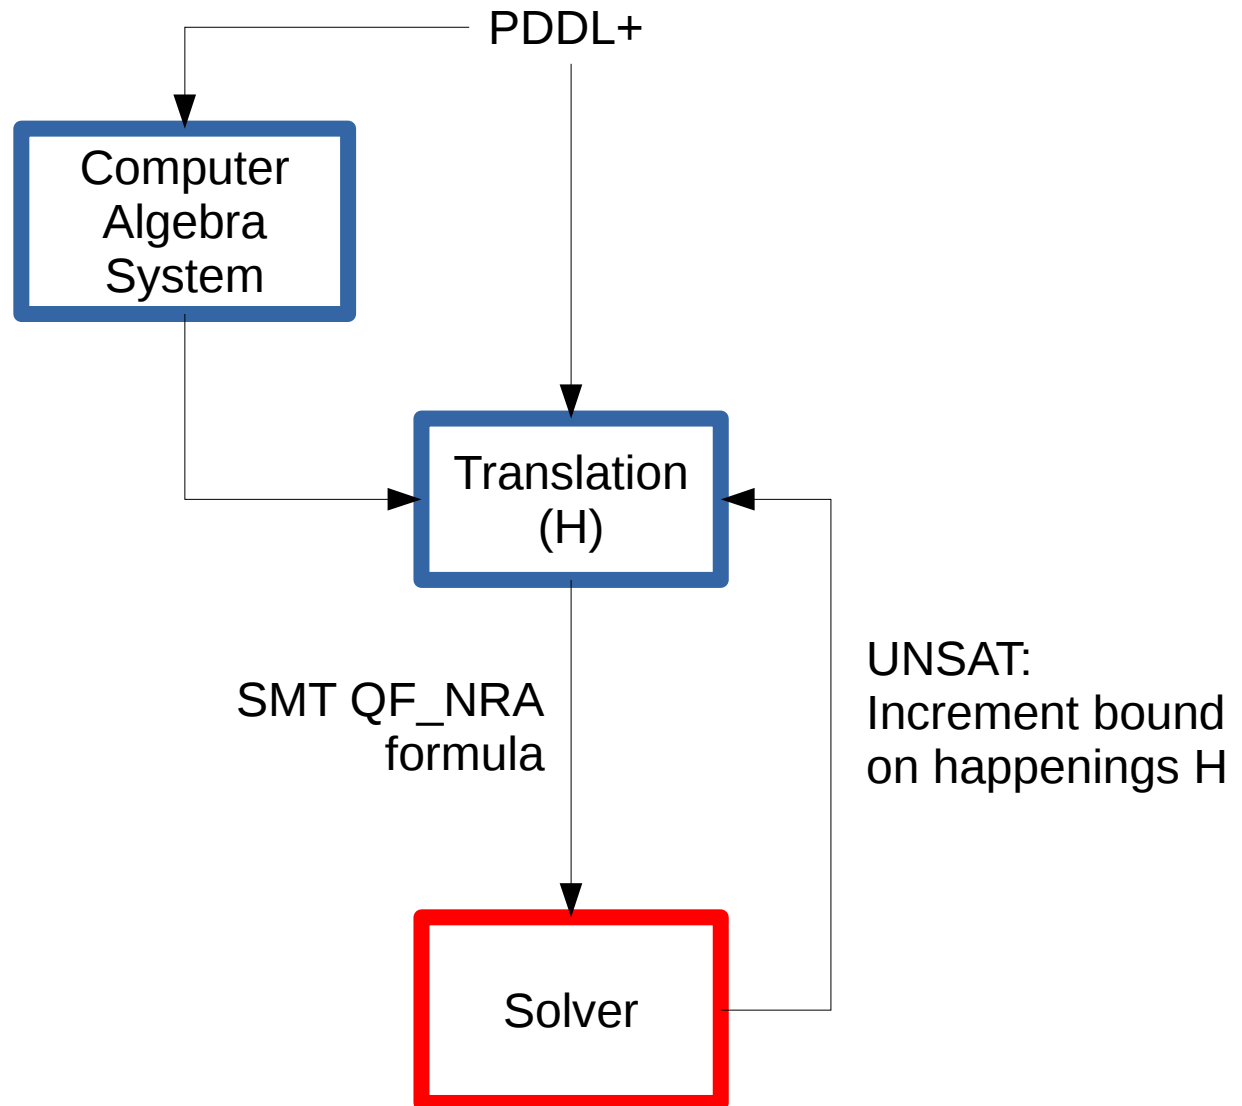 PDDL+
Computer
Algebra
System
Translation
(H)
SMT QF_NRA
formula
UNSAT:
Increment bound
on happenings H
Solver